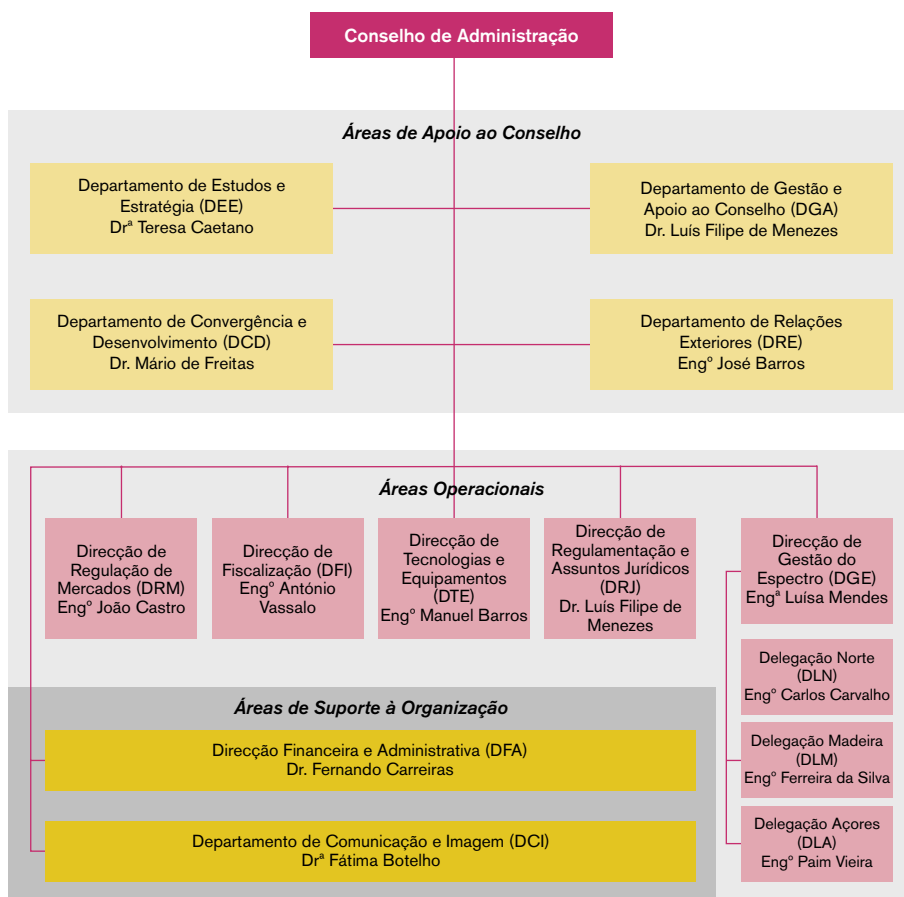 Conselho de Administração
Áreas de Apoio ao Conselho
Departamento de Estudos e
Estratégia (DEE)
Drª Teresa Caetano
Departamento de Gestão e
Apoio ao Conselho (DGA)
Dr. Luís Filipe de Menezes
Departamento de Convergência e
Desenvolvimento (DCD)
Dr. Mário de Freitas
Departamento de Relações
Exteriores (DRE)
Engº José Barros
Áreas Operacionais
Direcção de
Regulação de
Mercados (DRM)
Engº João Castro
Direcção de
Fiscalização (DFI)
Engº António
Vassalo
Direcção de
Tecnologias e
Equipamentos
(DTE)
Engº Manuel Barros
Direcção de
Regulamentação e
Assuntos Jurídicos
(DRJ)
Dr. Luís Filipe de
Menezes
Direcção de
Gestão do
Espectro (DGE)
Engª Luísa Mendes
Delegação Norte
(DLN)
Engº Carlos Carvalho
Delegação Madeira
(DLM)
Engº Ferreira da Silva
Delegação Açores
(DLA)
Engº Paim Vieira
Áreas de Suporte à Organização
Direcção Financeira e Administrativa (DFA)
Dr. Fernando Carreiras
Departamento de Comunicação e Imagem (DCI)
Drª Fátima Botelho